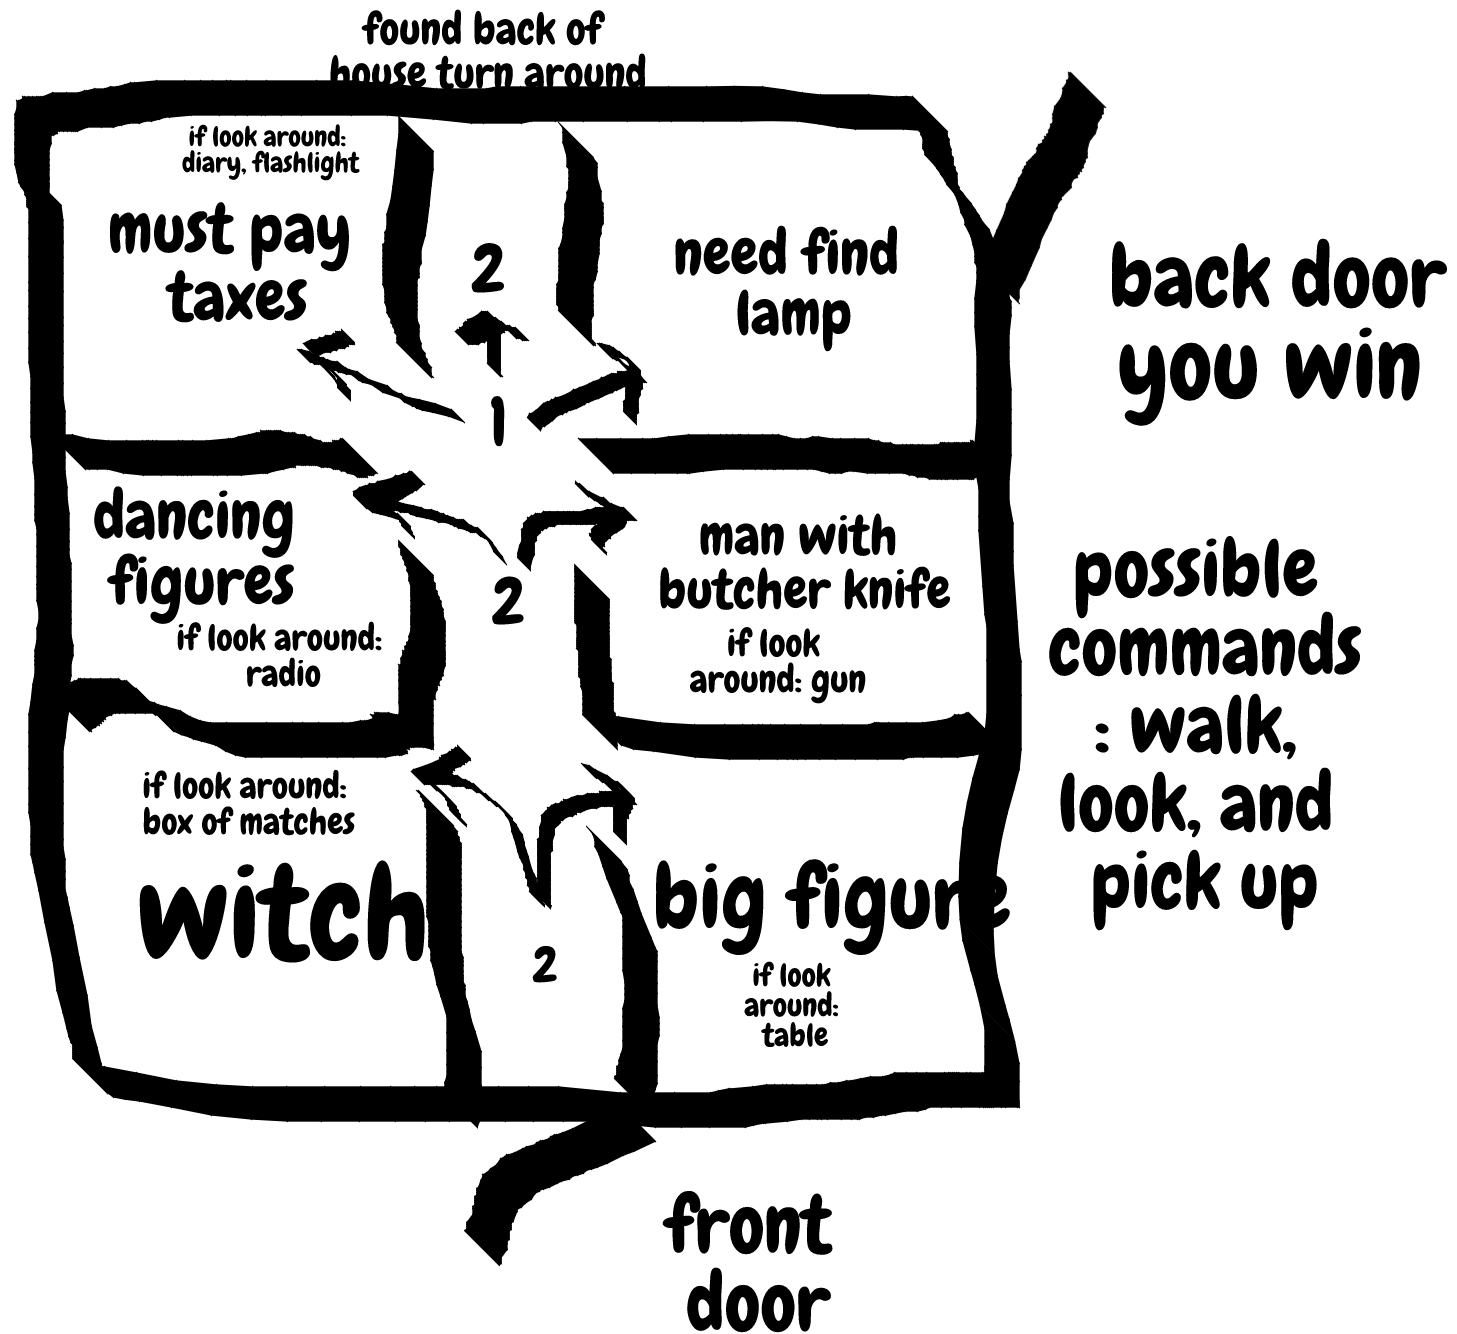 found back of
house turn around
if look around:
diary, flashlight
must pay
taxes
2
need find
lamp
1
back door
you win
dancing
figures
if look around:
radio
2
man with
butcher knife
if look
around: gun
possible
commands
: walk,
look, and
pick up
if look around:
box of matches
witch
2
big figure
if look
around:
table
front
door